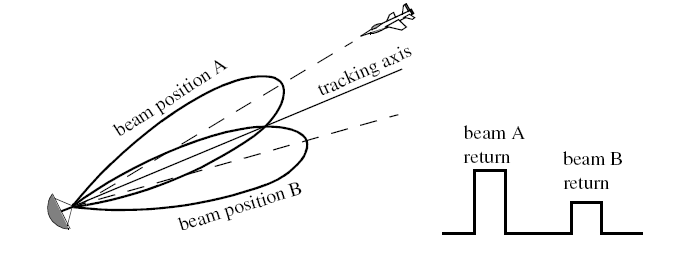 beam position A
tracking axis
beam position B
beam A
return
beam B
return